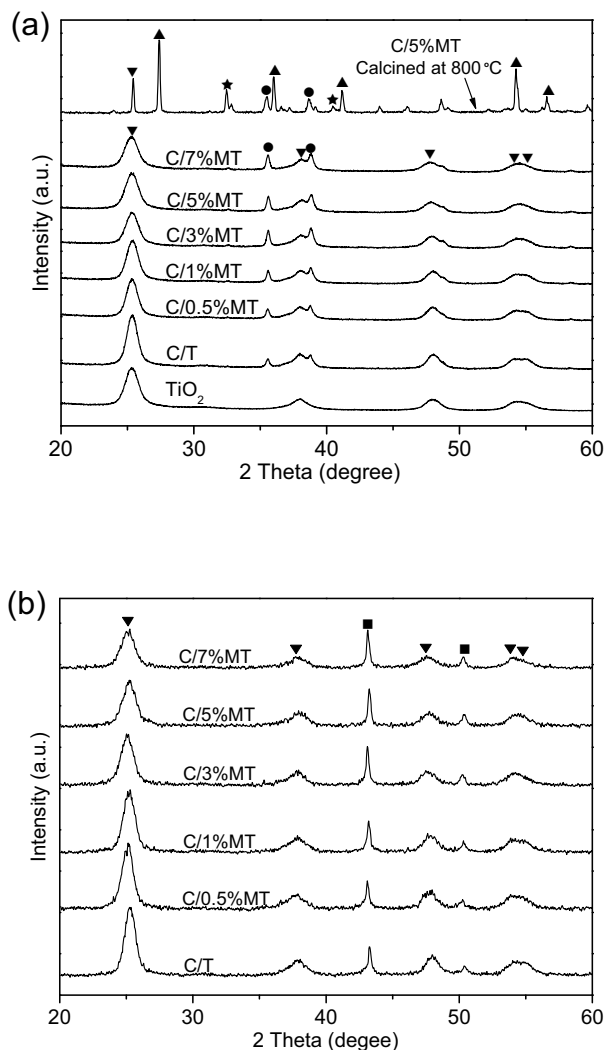 (a)
C/5%MT
Calcined at 800 °C
C/7%MT
C/5%MT
C/3%MT
C/1%MT
C/0.5%MT
C/T
TiO2
Intensity (a.u.)
20 30 40 50 60
2 Theta (degree)
(b)
C/7%MT
C/5%MT
C/3%MT
C/1%MT
C/0.5%MT
C/T
Intensity (a.u.)
20 30 40 50 60
2 Theta (degee)